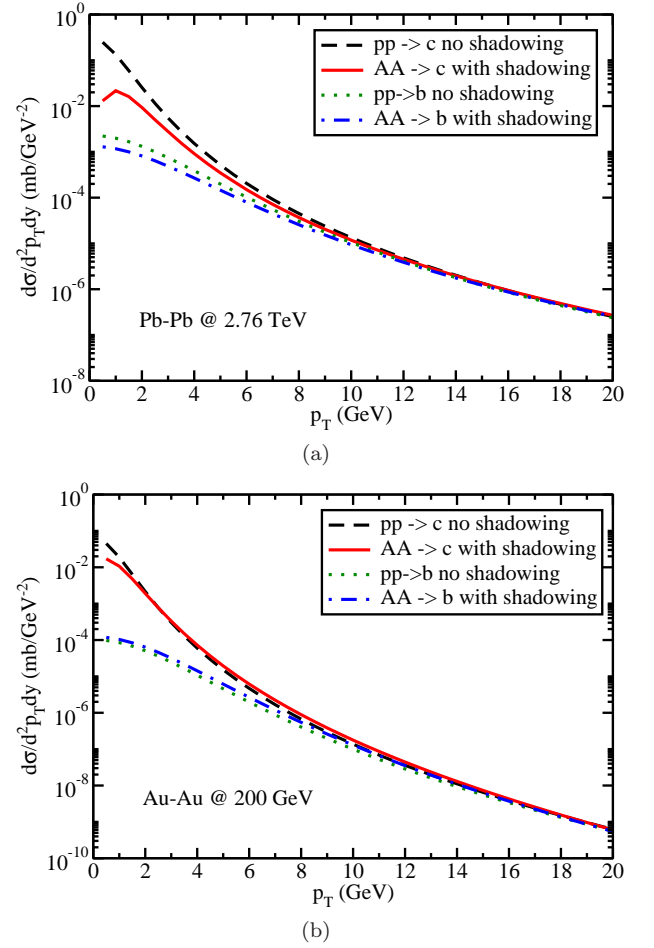 10^0
pp -> c no shadowing
AA -> c with shadowing
pp->b no shadowing
AA -> b with shadowing
10^-2
10^-4
10^-6
10^-8
dσ/d^2p_Tdy (mb/GeV^-2)
Pb-Pb @ 2.76 TeV
0 2 4 6 8 10 12 14 16 18 20
p_T (GeV)
(a)
10^0
pp -> c no shadowing
AA -> c with shadowing
pp->b no shadowing
AA -> b with shadowing
10^-2
10^-4
10^-6
10^-8
10^-10
dσ/d^2p_Tdy (mb/GeV^-2)
Au-Au @ 200 GeV
0 2 4 6 8 10 12 14 16 18 20
p_T (GeV)
(b)